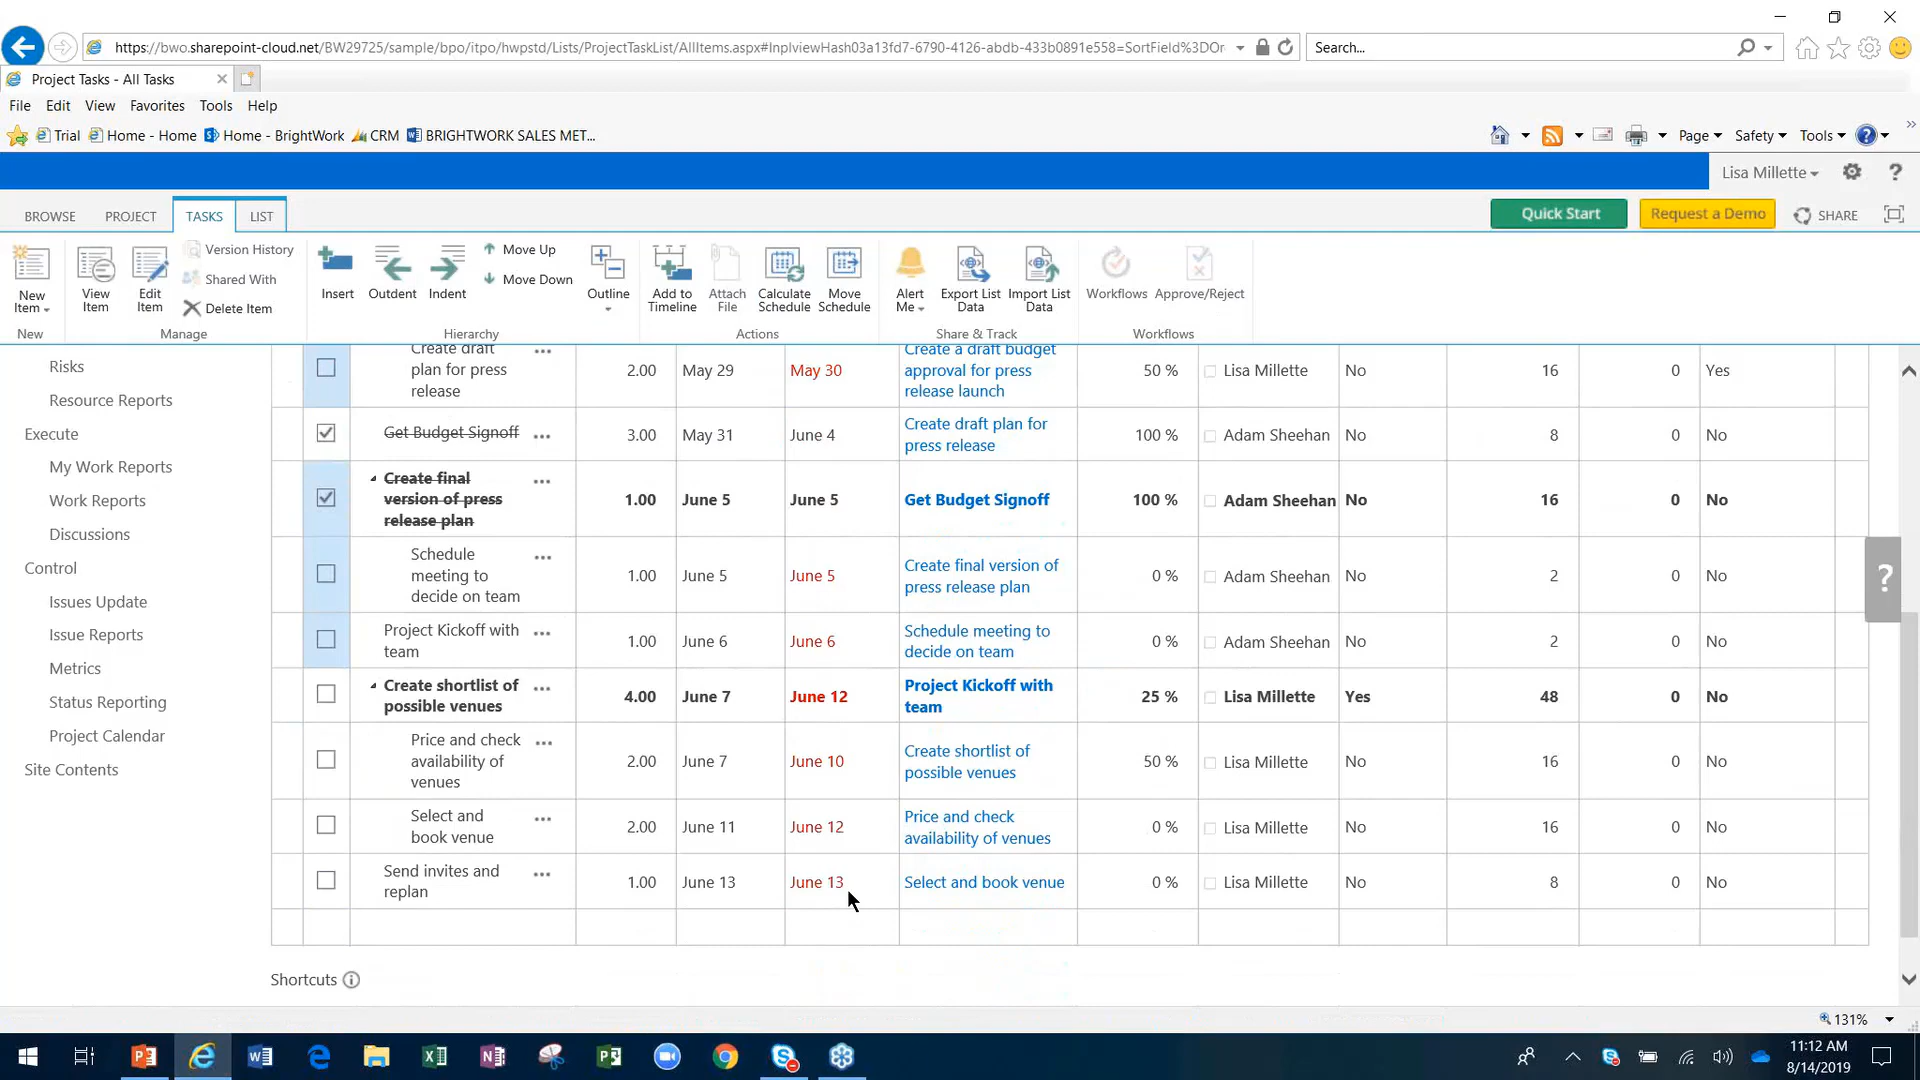 https://bwo.sharepoint-cloud.net/BW29725/sample/bpo/itpo/hwpstd/Lists/ProjectTaskList/AllItems.aspx#InplviewHash03a13fd7-6790-4126-abdb-433b0891e558=SortField%3DOr
Search...
Project Tasks - All Tasks
File Edit View Favorites Tools Help
Trial Home - Home Home - BrightWork CRM BRIGHTWORK SALES MET...
Page Safety Tools
Lisa Millette
BROWSE PROJECT TASKS LIST
Quick Start Request a Demo SHARE
New Item
View Item
Edit Item
Version History
Shared With
Delete Item
Insert
Outdent
Indent
Move Up
Move Down
Outline
Add to Timeline
Attach File
Calculate Schedule
Move Schedule
Alert Me
Export List Data
Import List Data
Workflows
Approve/Reject
New Manage Hierarchy Actions Share & Track Workflows
Risks
Resource Reports
Execute
My Work Reports
Work Reports
Discussions
Control
Issues Update
Issue Reports
Metrics
Status Reporting
Project Calendar
Site Contents
Create draft
plan for press
release
2.00 May 29 May 30
Create a draft budget
approval for press
release launch
50 % Lisa Millette No 16 0 Yes
Get Budget Signoff
3.00 May 31 June 4
Create draft plan for
press release
100 % Adam Sheehan No 8 0 No
Create final
version of press
release plan
1.00 June 5 June 5 Get Budget Signoff 100 % Adam Sheehan No 16 0 No
Schedule
meeting to
decide on team
1.00 June 5 June 5
Create final version of
press release plan
0 % Adam Sheehan No 2 0 No
Project Kickoff with
team
1.00 June 6 June 6
Schedule meeting to
decide on team
0 % Adam Sheehan No 2 0 No
Create shortlist of
possible venues
4.00 June 7 June 12
Project Kickoff with
team
25 % Lisa Millette Yes 48 0 No
Price and check
availability of
venues
2.00 June 7 June 10
Create shortlist of
possible venues
50 % Lisa Millette No 16 0 No
Select and
book venue
2.00 June 11 June 12
Price and check
availability of venues
0 % Lisa Millette No 16 0 No
Send invites and
replan
1.00 June 13 June 13 Select and book venue 0 % Lisa Millette No 8 0 No
Shortcuts
131%
11:12 AM
8/14/2019